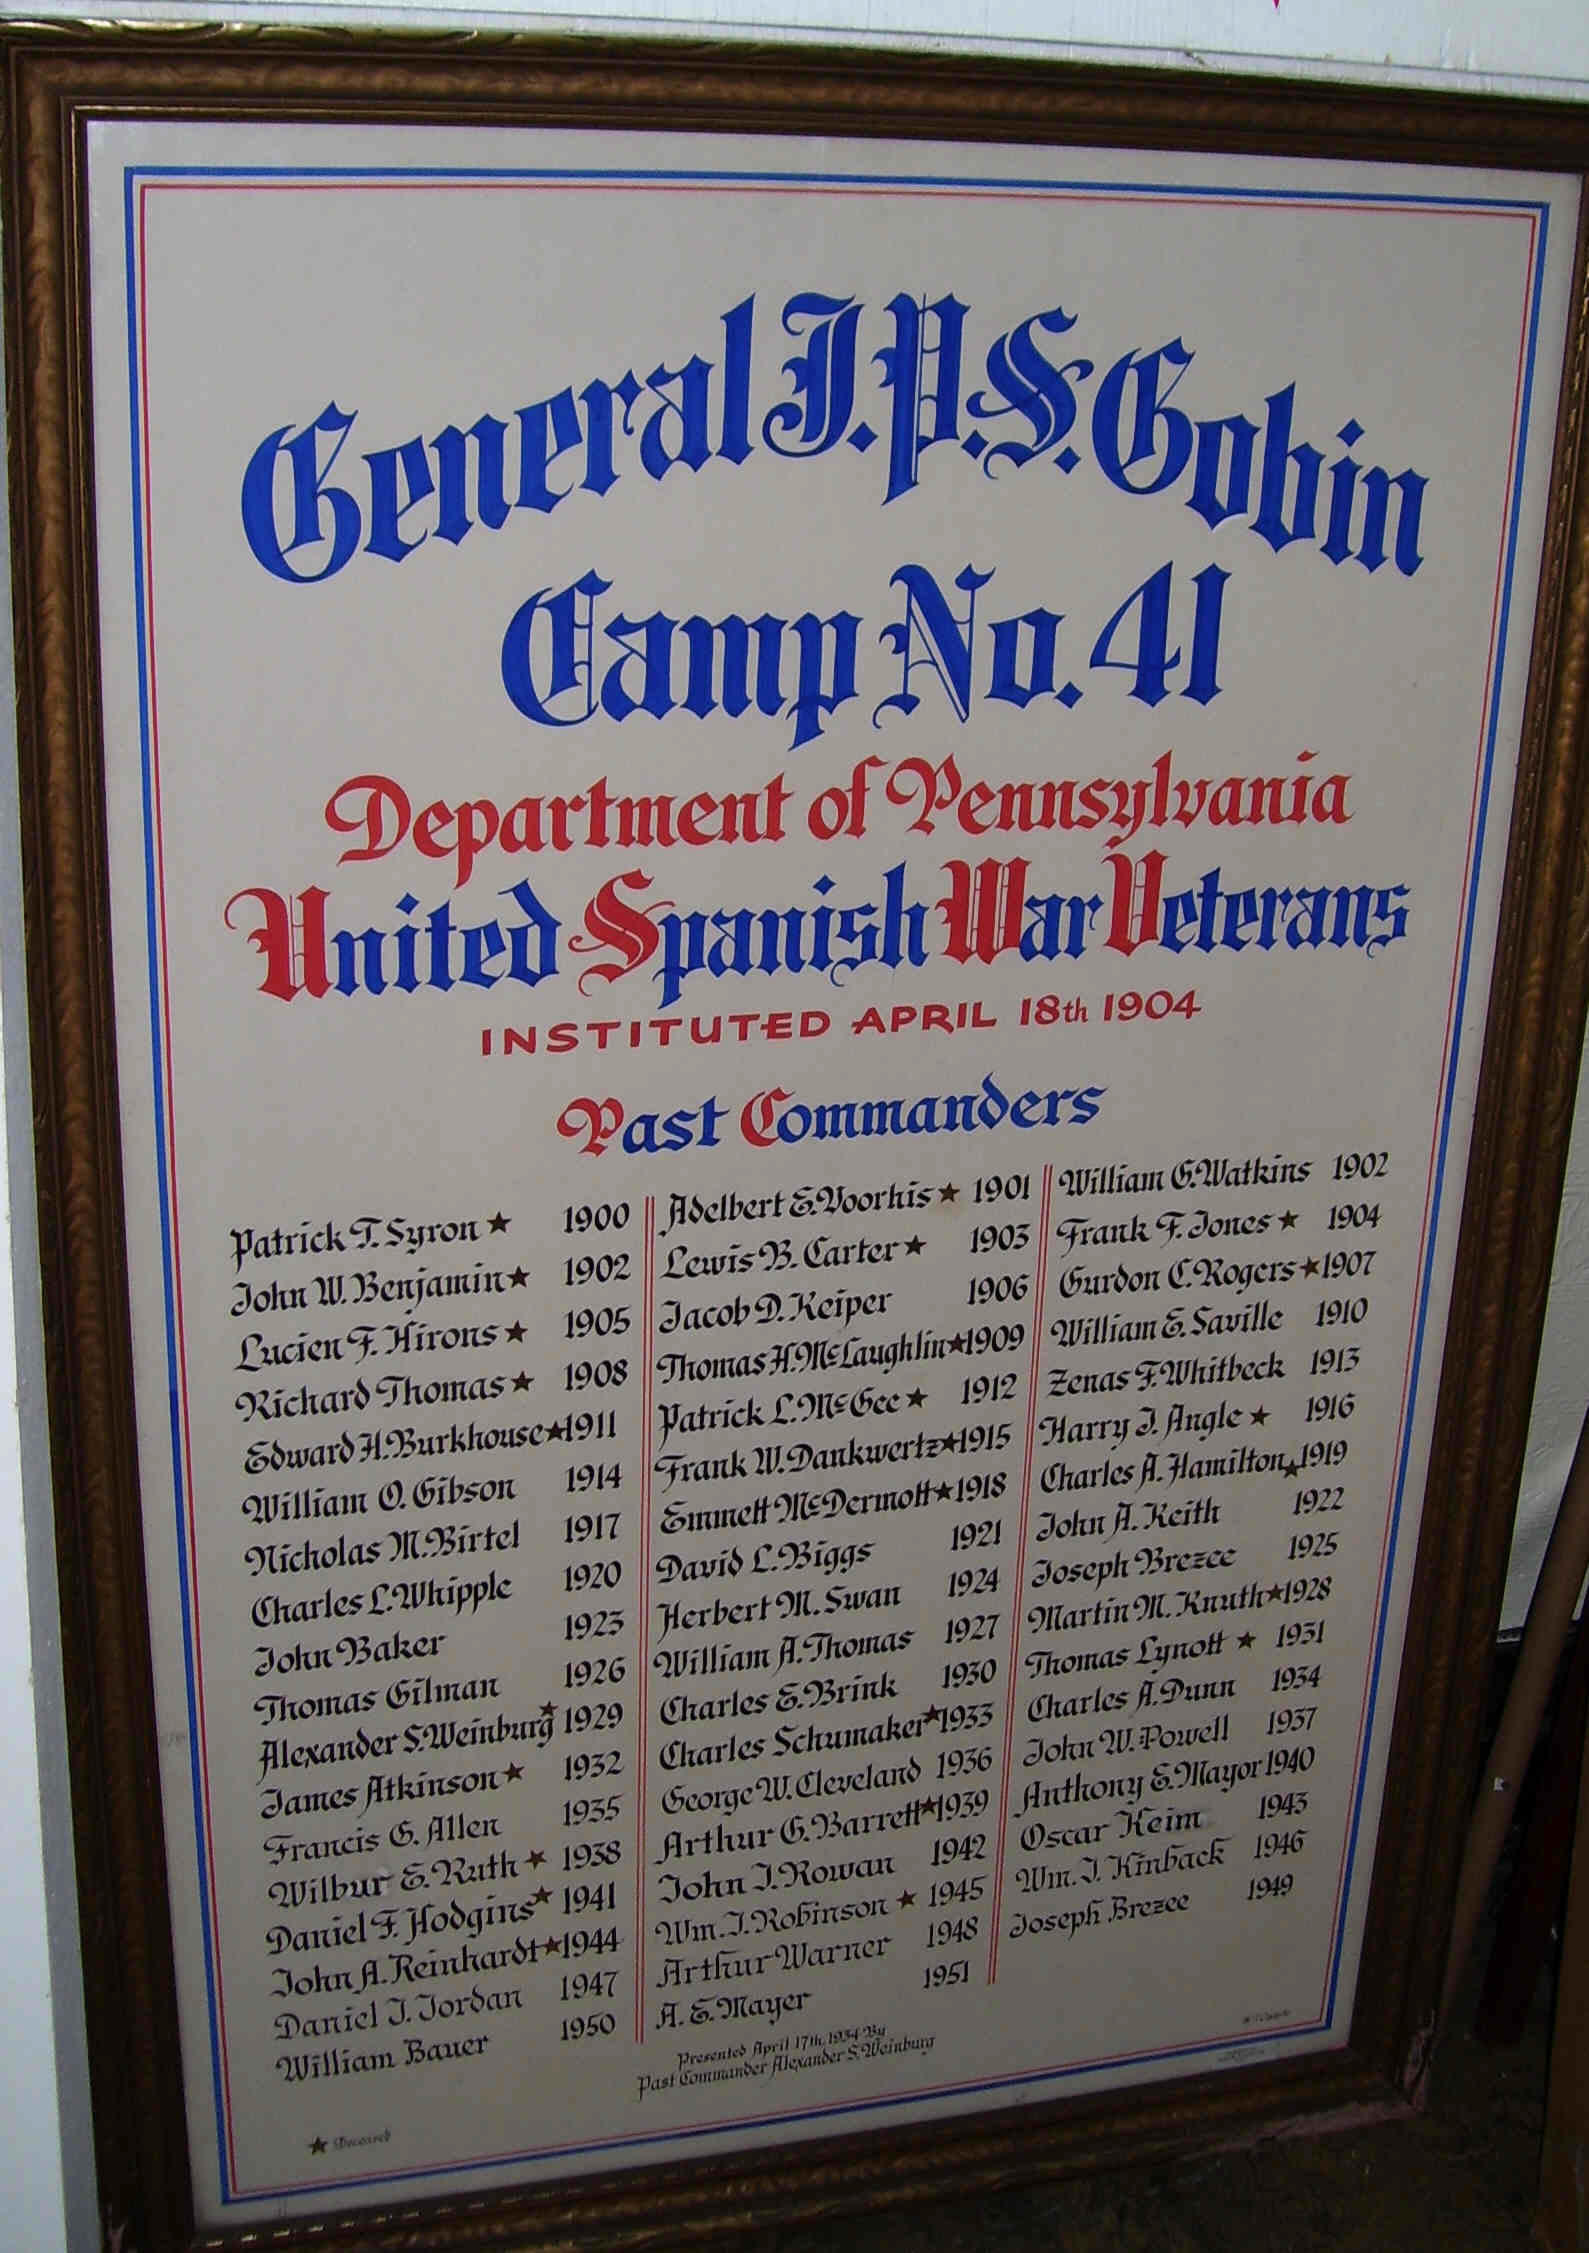 General J.P.S. Gobin
Camp No. 41
Department of Pennsylvania
United Spanish War Veterans
INSTITUTED APRIL 18th 1904
Past Commanders
Patrick T. Syron ★ 1900
John W. Benjamin ★ 1902
Lucien F. Hirons ★ 1905
Richard Thomas ★ 1908
Edward H. Burkhouse ★ 1911
William O. Gibson 1914
Nicholas M. Birtel 1917
Charles L. Whipple 1920
John Baker 1923
Thomas Gilman 1926
Alexander S. Weinburg ★ 1929
James Atkinson ★ 1932
Francis G. Allen 1935
Wilbur E. Ruth ★ 1938
Daniel F. Hodgins ★ 1941
John A. Reinhardt ★ 1944
Daniel J. Jordan 1947
William Bauer 1950
Adelbert E. Voorhis ★ 1901
Lewis B. Carter ★ 1903
Jacob D. Keiper 1906
Thomas H. McLaughlin ★ 1909
Patrick L. McGee ★ 1912
Frank W. Dankwertz ★ 1915
Emmett McDermott ★ 1918
David L. Biggs 1921
Herbert M. Swan 1924
William A. Thomas 1927
Charles E. Brink 1930
Charles Schumaker ★ 1933
George W. Cleveland 1936
Arthur G. Barrett ★ 1939
John J. Rowan 1942
Wm. J. Robinson ★ 1945
Arthur Warner 1948
A. E. Mayer 1951
William G. Watkins 1902
Frank F. Jones ★ 1904
Gurdon C. Rogers ★ 1907
William E. Saville 1910
Zenas F. Whitbeck 1913
Harry J. Angle ★ 1916
Charles A. Hamilton ★ 1919
John A. Keith 1922
Joseph Brezee 1925
Martin M. Knuth ★ 1928
Thomas Lynott ★ 1931
Charles A. Dunn 1934
John W. Powell 1937
Anthony E. Mayor 1940
Oscar Keim 1943
Wm. J. Kinback 1946
Joseph Brezee 1949
Presented April 17th, 1934 By
Past Commander Alexander S. Weinburg
★ Deceased